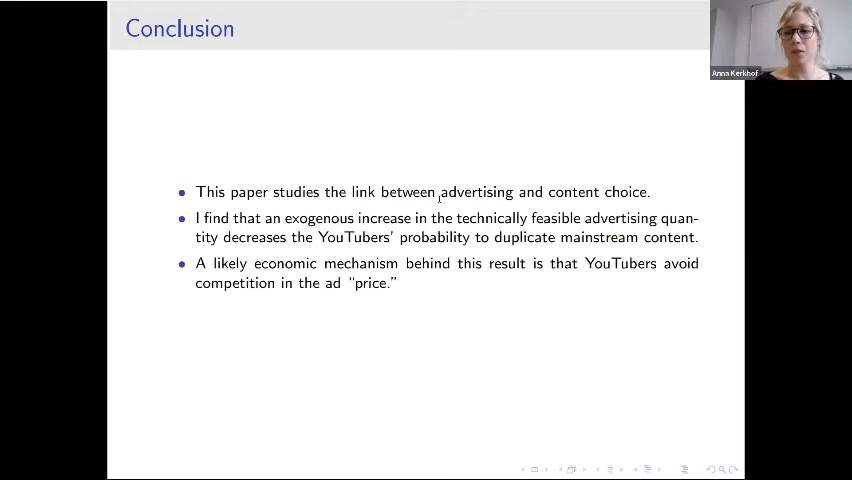 Conclusion
Anna Kerkhof
This paper studies the link between advertising and content choice.
I find that an exogenous increase in the technically feasible advertising quan-
tity decreases the YouTubers' probability to duplicate mainstream content.
A likely economic mechanism behind this result is that YouTubers avoid
competition in the ad “price.”